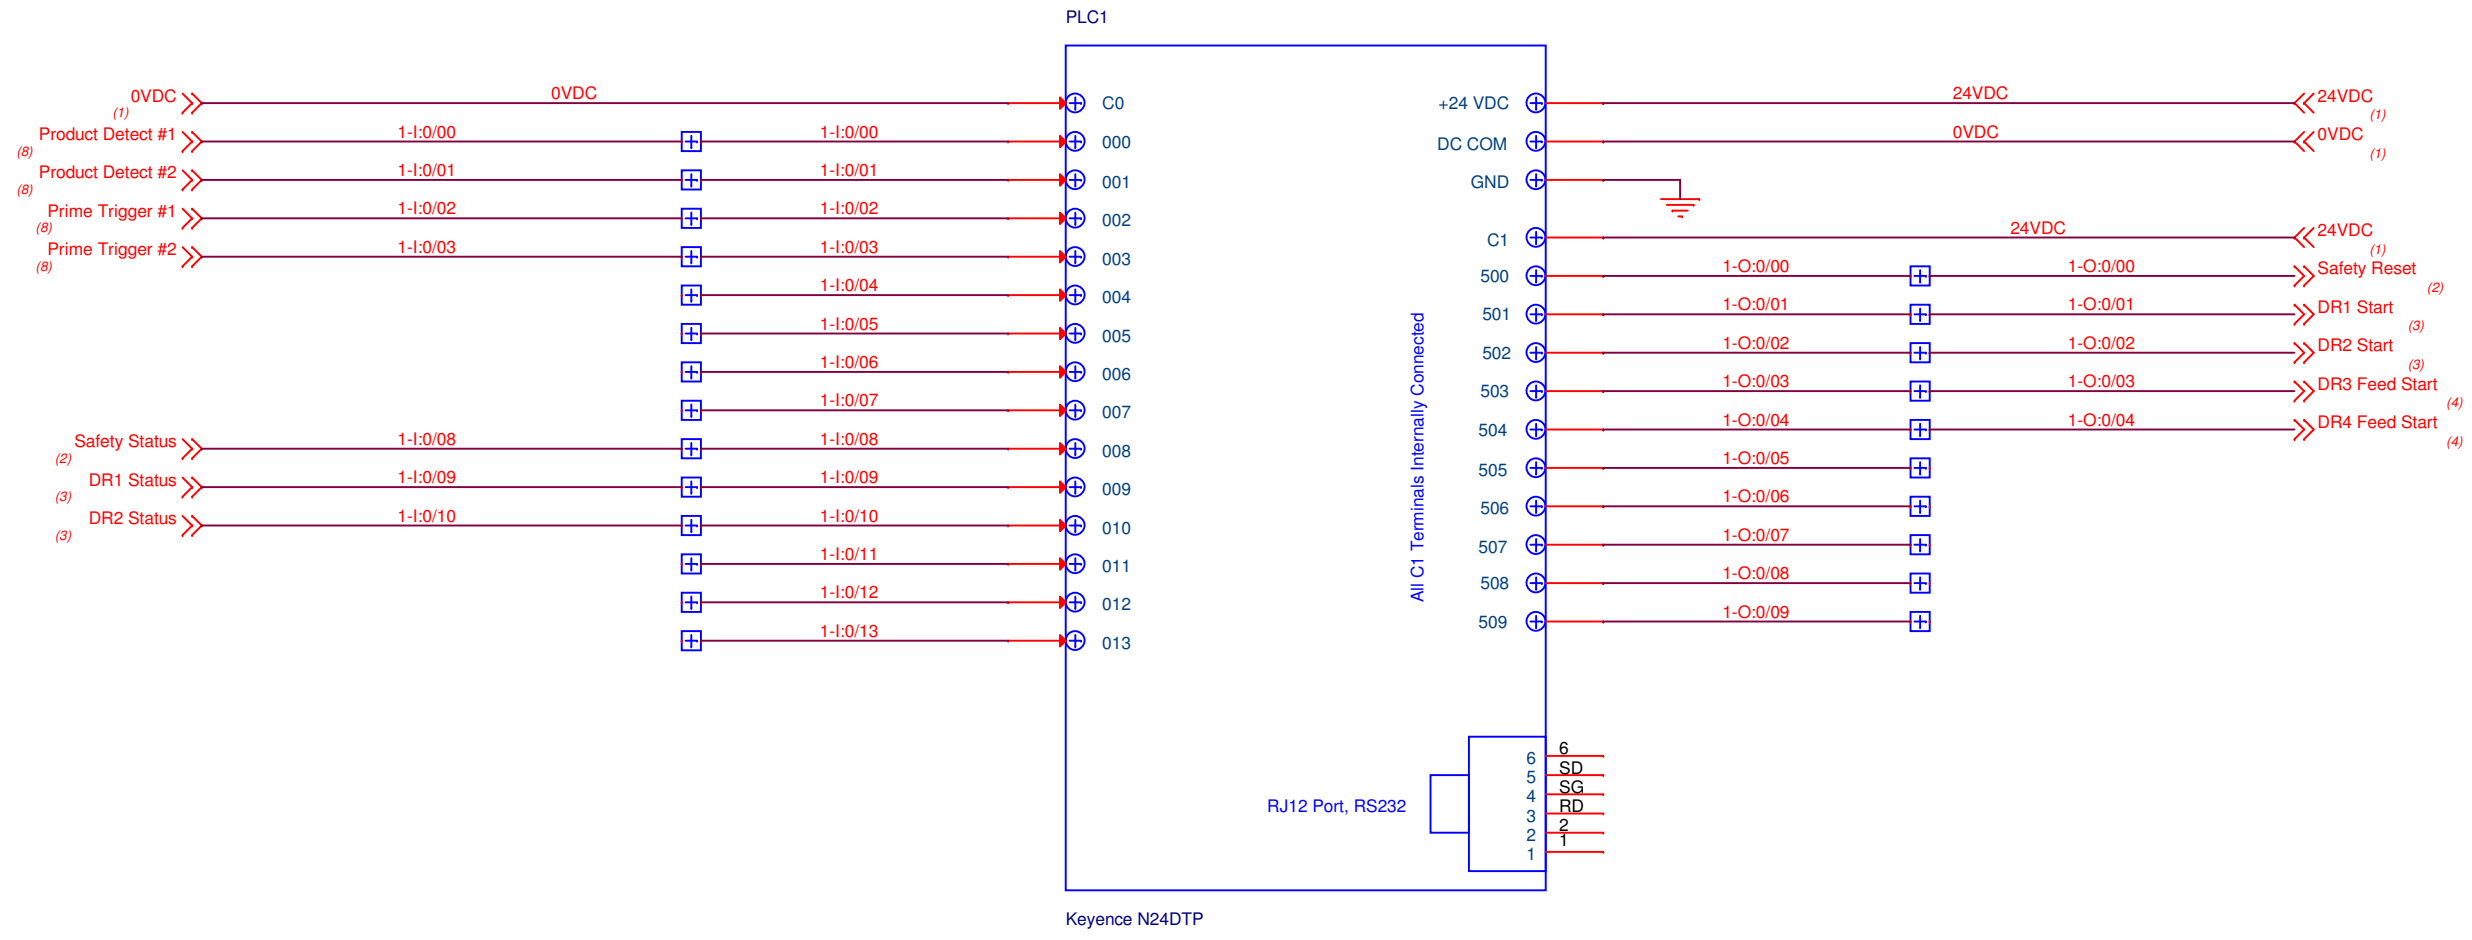 PLC1
0VDC 0VDC C0 +24 VDC 24VDC 24VDC
(1) (1)
Product Detect #1 1-I:0/00 1-I:0/00 000 DC COM 0VDC 0VDC
(8) (1)
Product Detect #2 1-I:0/01 1-I:0/01 001 GND
(8)
Prime Trigger #1 1-I:0/02 1-I:0/02 002
(8)
C1 24VDC 24VDC
(1)
Prime Trigger #2 1-I:0/03 1-I:0/03 003
(8)
500 1-O:0/00 1-O:0/00 Safety Reset
(2)
1-I:0/04 004
501 1-O:0/01 1-O:0/01 DR1 Start
(3)
1-I:0/05 005
502 1-O:0/02 1-O:0/02 DR2 Start
(3)
1-I:0/06 006
503 1-O:0/03 1-O:0/03 DR3 Feed Start
(4)
1-I:0/07 007
504 1-O:0/04 1-O:0/04 DR4 Feed Start
(4)
Safety Status 1-I:0/08 1-I:0/08 008
(2)
505 1-O:0/05
DR1 Status 1-I:0/09 1-I:0/09 009
(3)
506 1-O:0/06
DR2 Status 1-I:0/10 1-I:0/10 010
(3)
507 1-O:0/07
1-I:0/11 011
508 1-O:0/08
1-I:0/12 012
509 1-O:0/09
1-I:0/13 013
All C1 Terminals Internally Connected
RJ12 Port, RS232
6 6
5 SD
4 SG
3 RD
2 2
1 1
Keyence N24DTP